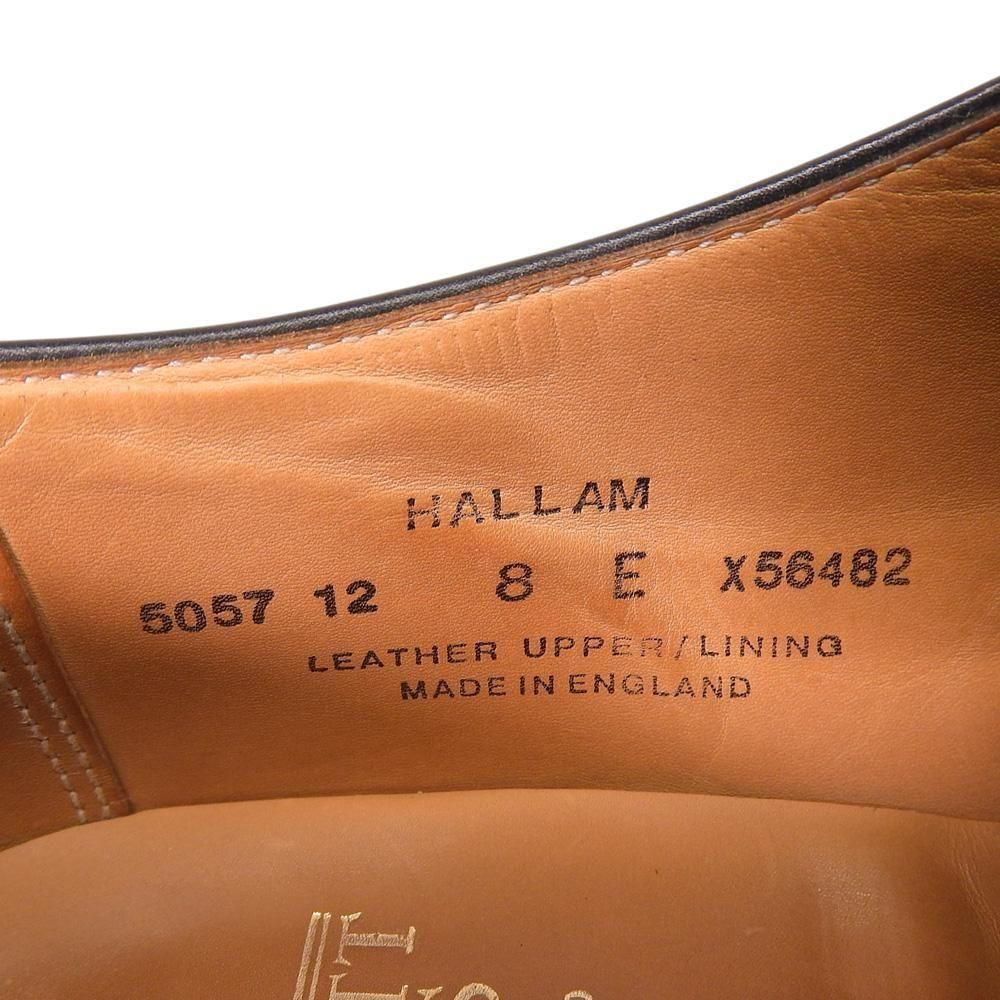 HALLAM
5057 12 8 E X56482
LEATHER UPPER/LINING
MADE IN ENGLAND